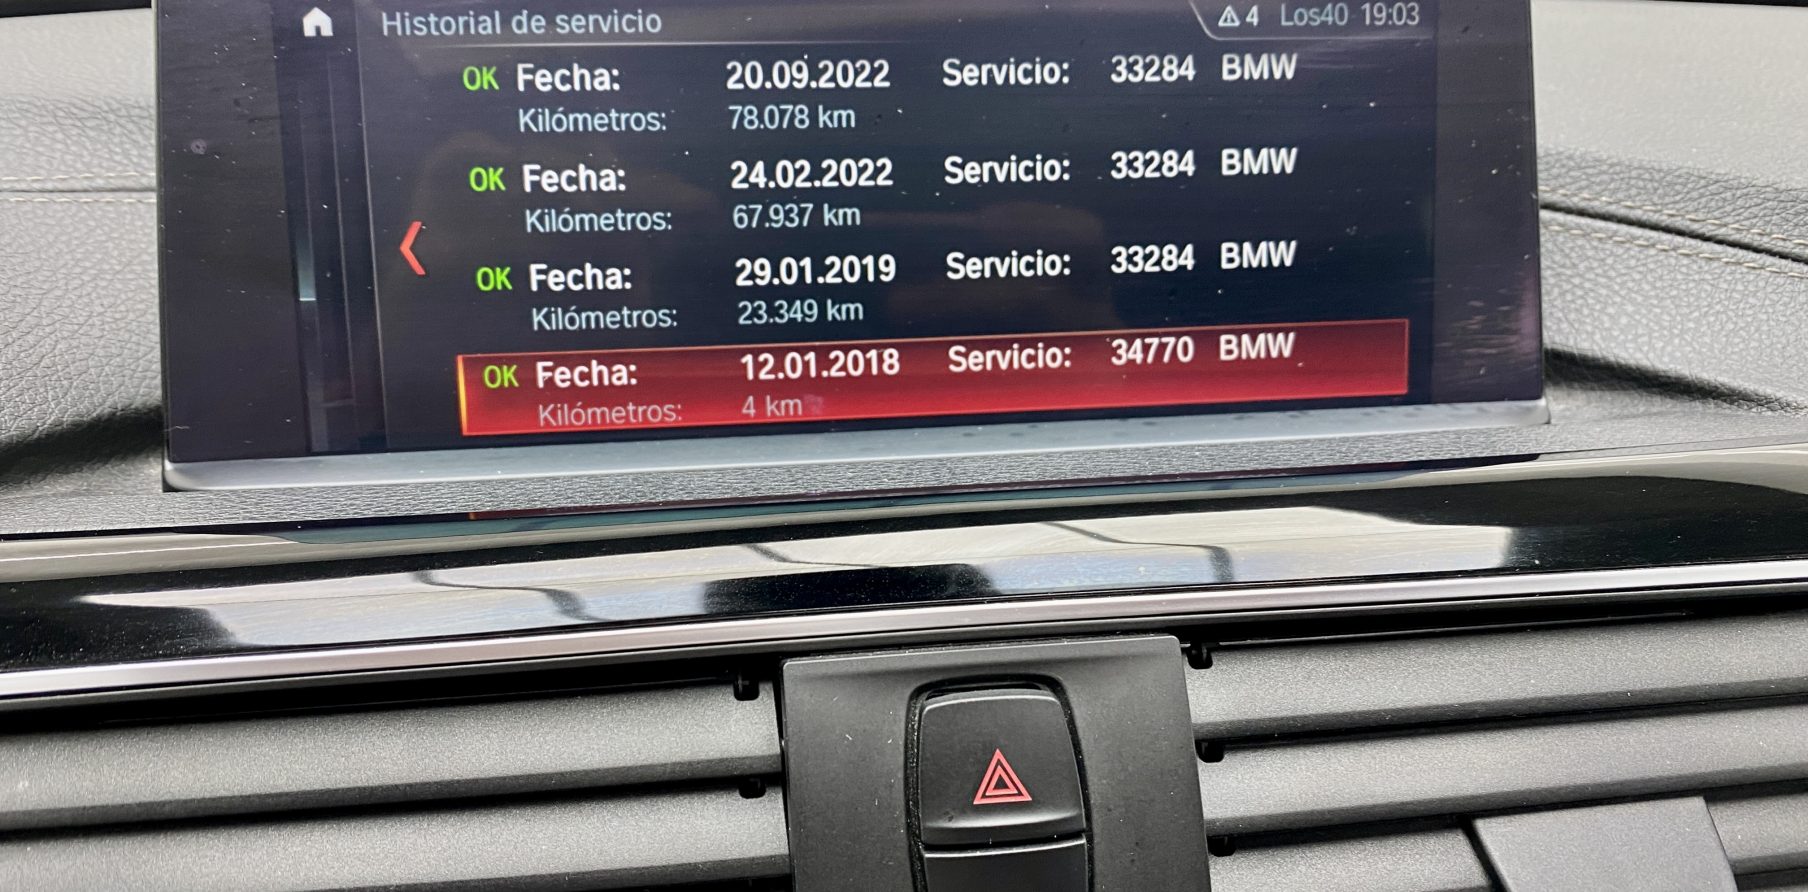 Historial de servicio 4 Los40 19:03
OK Fecha: 20.09.2022 Servicio: 33284 BMW
Kilómetros: 78.078 km
OK Fecha: 24.02.2022 Servicio: 33284 BMW
Kilómetros: 67.937 km
OK Fecha: 29.01.2019 Servicio: 33284 BMW
Kilómetros: 23.349 km
OK Fecha: 12.01.2018 Servicio: 34770 BMW
Kilómetros: 4 km